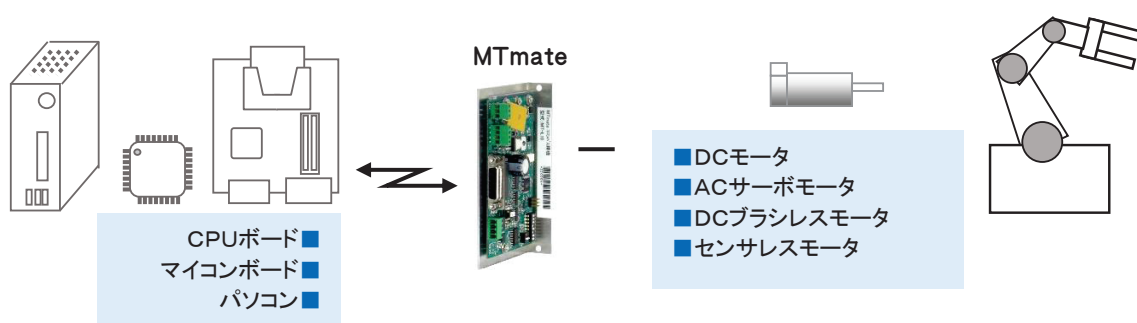 MTmate
CPUボード■
マイコンボード■
パソコン■
■DCモータ
■ACサーボモータ
■DCブラシレスモータ
■センサレスモータ